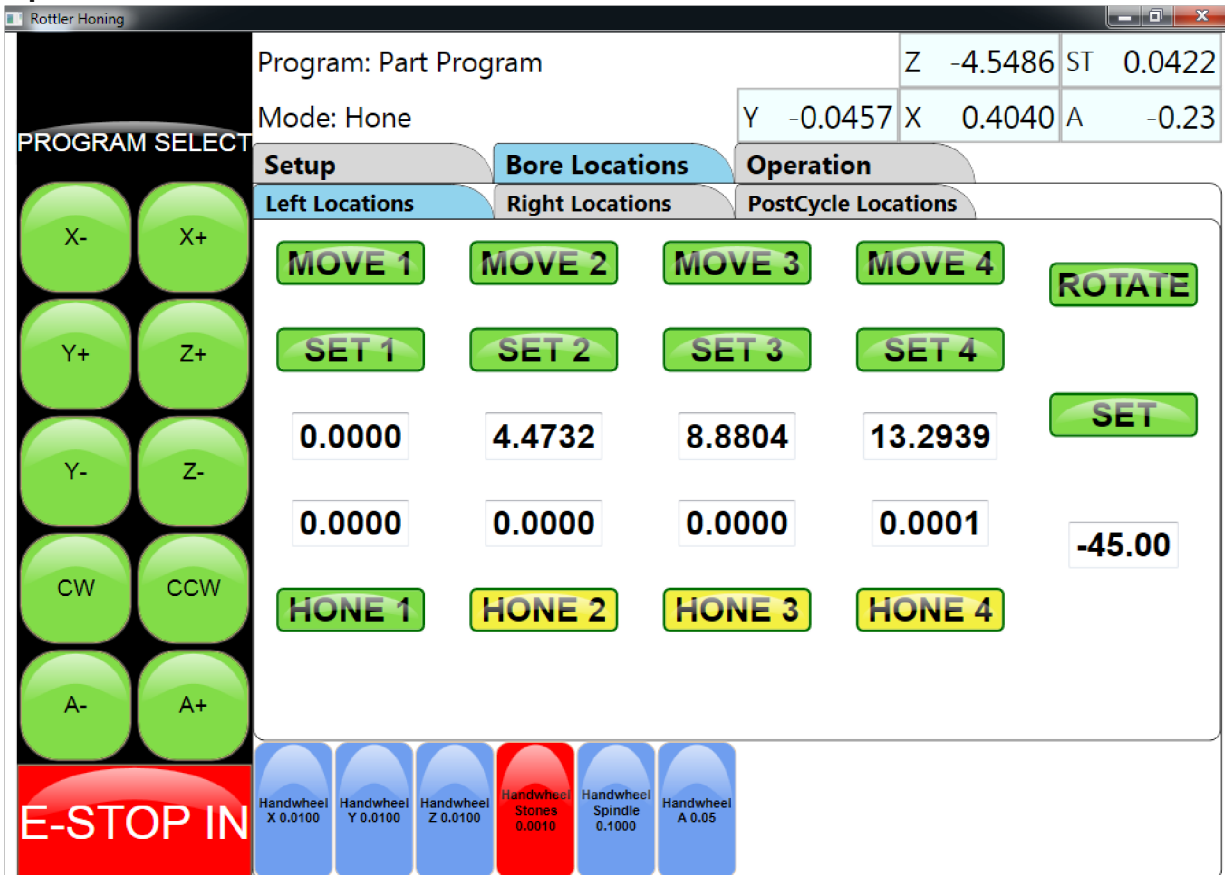 Rottler Honing
Program: Part Program
Z -4.5486 ST 0.0422
Mode: Hone
Y -0.0457 X 0.4040 A -0.23
PROGRAM SELECT
Setup Bore Locations Operation
Left Locations Right Locations PostCycle Locations
X- X+
Y+ Z+
Y- Z-
CW CCW
A- A+
E-STOP IN
MOVE 1 MOVE 2 MOVE 3 MOVE 4
ROTATE
SET 1 SET 2 SET 3 SET 4
SET
0.0000 4.4732 8.8804 13.2939
0.0000 0.0000 0.0000 0.0001
-45.00
HONE 1 HONE 2 HONE 3 HONE 4
Handwheel X 0.0100
Handwheel Y 0.0100
Handwheel Z 0.0100
Handwheel Stones 0.0010
Handwheel Spindle 0.1000
Handwheel A 0.05